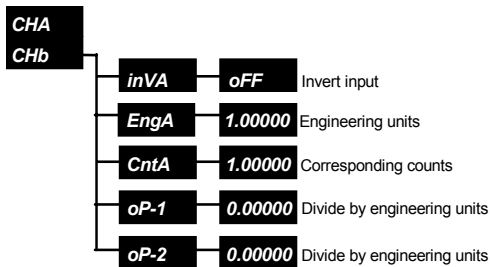 CHA
CHb
inVA oFF Invert input
EngA 1.00000 Engineering units
CntA 1.00000 Corresponding counts
oP-1 0.00000 Divide by engineering units
oP-2 0.00000 Divide by engineering units